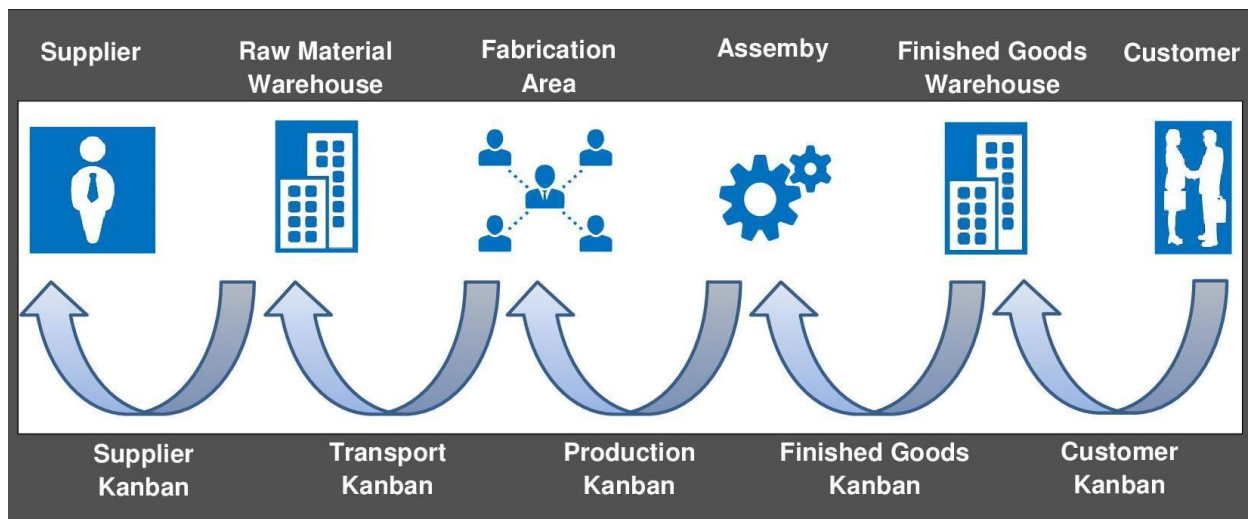 Supplier
Raw Material
Warehouse
Fabrication
Area
Assemby
Finished Goods
Warehouse
Customer
Supplier
Kanban
Transport
Kanban
Production
Kanban
Finished Goods
Kanban
Customer
Kanban